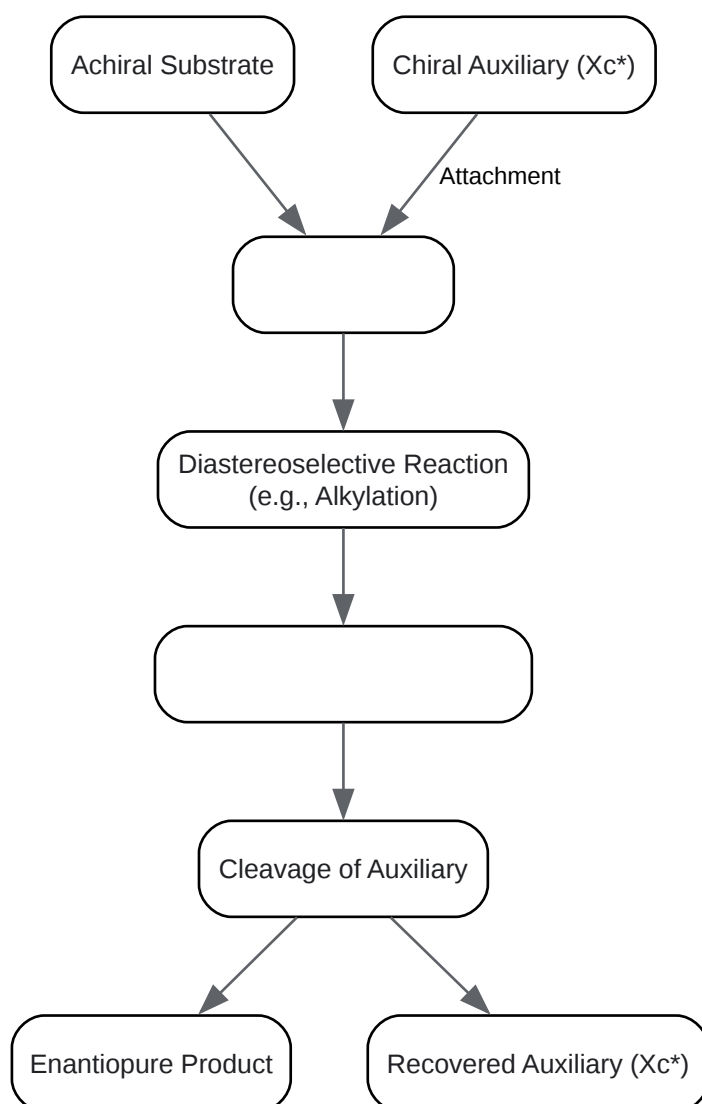 Achiral Substrate
Chiral Auxiliary (Xc*)
Attachment
Diastereoselective Reaction
(e.g., Alkylation)
Cleavage of Auxiliary
Enantiopure Product
Recovered Auxiliary (Xc*)